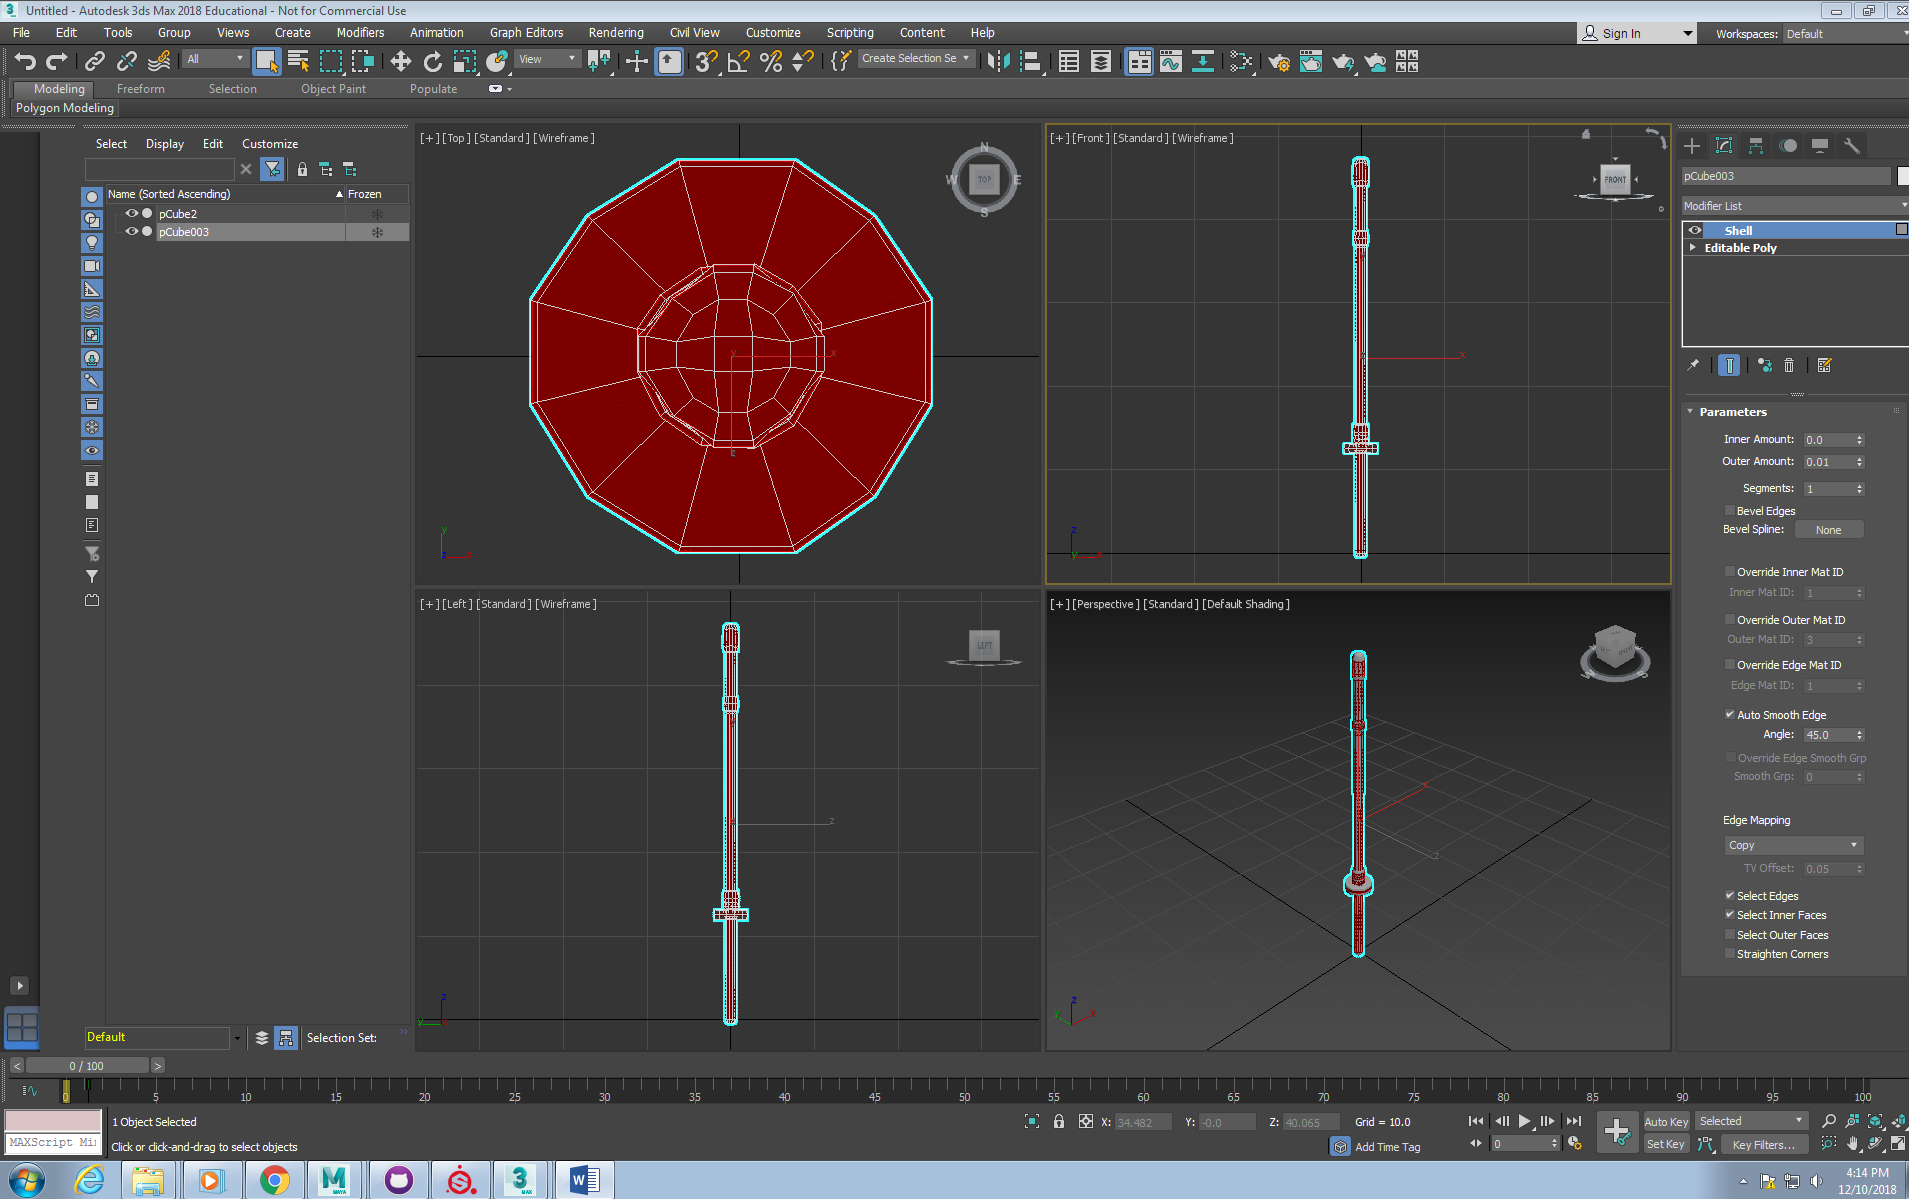 Untitled - Autodesk 3ds Max 2018 Educational - Not for Commercial Use
File Edit Tools Group Views Create Modifiers Animation Graph Editors Rendering Civil View Customize Scripting Content Help
Sign In Workspaces: Default
All View Create Selection Se
Modeling Freeform Selection Object Paint Populate
Polygon Modeling
Select Display Edit Customize
Name (Sorted Ascending) Frozen
pCube2
pCube003
[+] [Top] [Standard] [Wireframe]
N
W TOP E
S
y x
z
y
z x
[+] [Front] [Standard] [Wireframe]
FRONT
x
z
y x
[+] [Left] [Standard] [Wireframe]
LEFT
z
z
y x
[+] [Perspective] [Standard] [Default Shading]
x
z
z
y x
pCube003
Modifier List
Shell
Editable Poly
Parameters
Inner Amount: 0.0
Outer Amount: 0.01
Segments: 1
Bevel Edges
Bevel Spline: None
Override Inner Mat ID
Inner Mat ID: 1
Override Outer Mat ID
Outer Mat ID: 3
Override Edge Mat ID
Edge Mat ID: 1
Auto Smooth Edge
Angle: 45.0
Override Edge Smooth Grp
Smooth Grp: 0
Edge Mapping
Copy
TV Offset: 0.05
Select Edges
Select Inner Faces
Select Outer Faces
Straighten Corners
Default Selection Set:
< 0 / 100 >
0 5 10 15 20 25 30 35 40 45 50 55 60 65 70 75 80 85 90 95 100
1 Object Selected X: 34.482 Y: -0.0 Z: 40.065 Grid = 10.0 Auto Key Selected
MAXScript Mi Click or click-and-drag to select objects Add Time Tag 0 Set Key Key Filters...
4:14 PM
12/10/2018